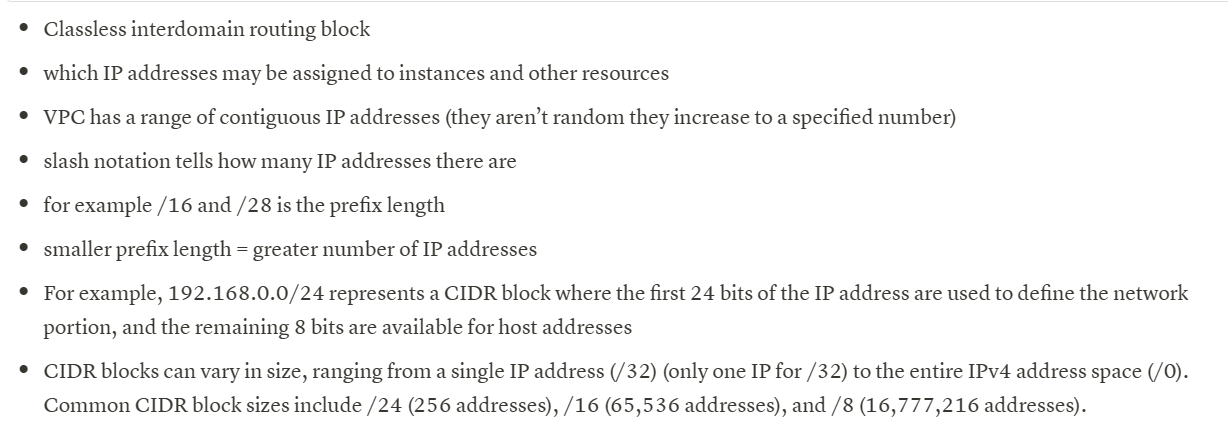 • Classless interdomain routing block
• which IP addresses may be assigned to instances and other resources
• VPC has a range of contiguous IP addresses (they aren’t random they increase to a specified number)
• slash notation tells how many IP addresses there are
• for example /16 and /28 is the prefix length
• smaller prefix length = greater number of IP addresses
• For example, 192.168.0.0/24 represents a CIDR block where the first 24 bits of the IP address are used to define the network
portion, and the remaining 8 bits are available for host addresses
• CIDR blocks can vary in size, ranging from a single IP address (/32) (only one IP for /32) to the entire IPv4 address space (/0).
Common CIDR block sizes include /24 (256 addresses), /16 (65,536 addresses), and /8 (16,777,216 addresses).